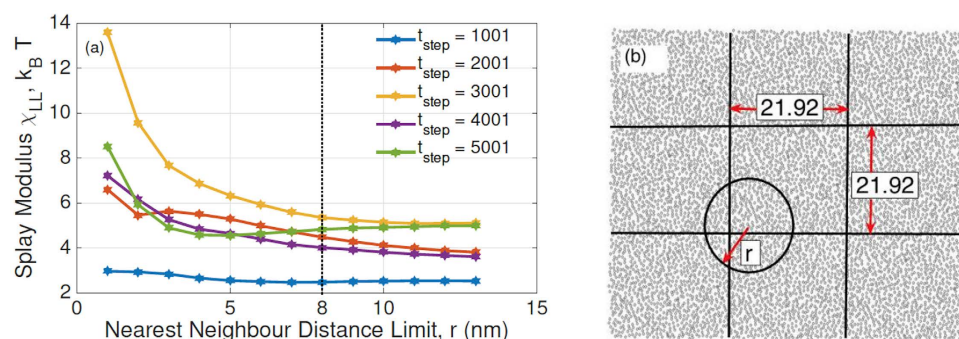 14
12
10
8
6
4
2
0
5
8
10
15
Splay Modulus χLL, kB T
Nearest Neighbour Distance Limit, r (nm)
(a)
tstep = 1001
tstep = 2001
tstep = 3001
tstep = 4001
tstep = 5001
(b)
21.92
21.92
r